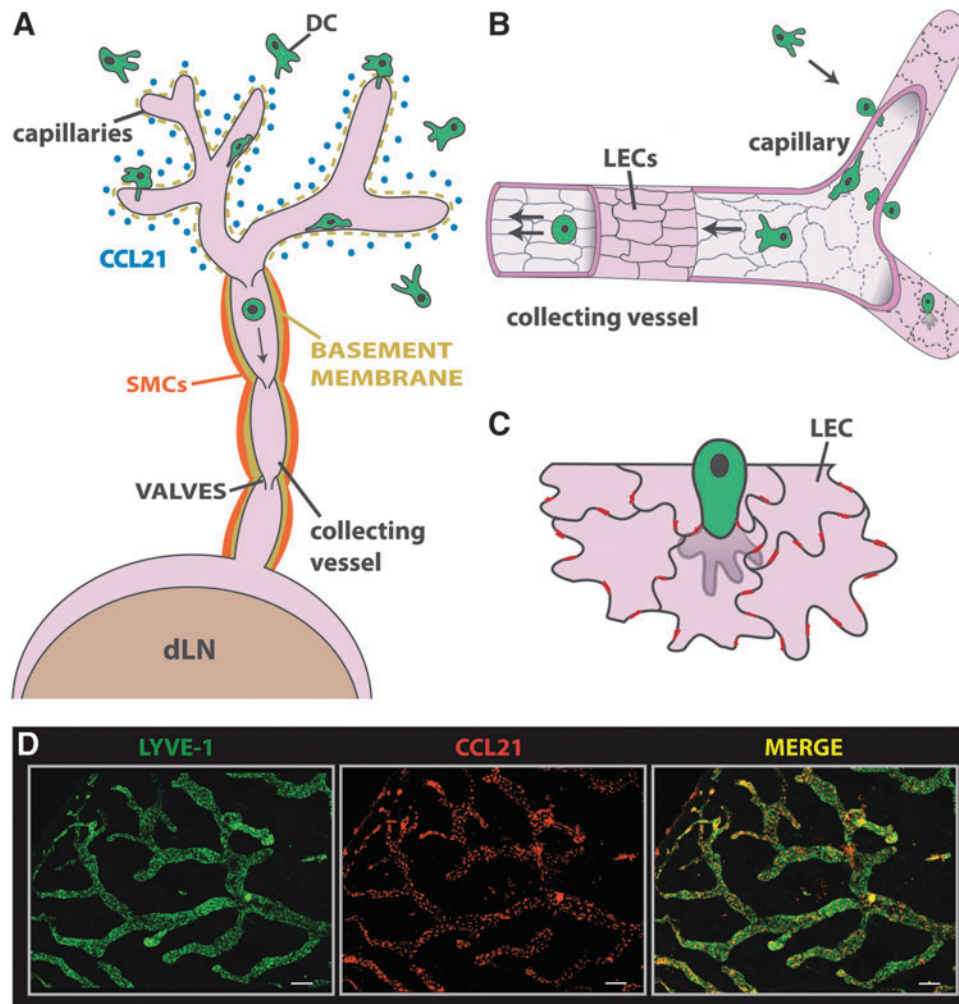 A
DC
capillaries
CCL21
BASEMENT
MEMBRANE
SMCs
VALVES
collecting
vessel
dLN
B
capillary
LECs
collecting vessel
C
LEC
D
LYVE-1
CCL21
MERGE